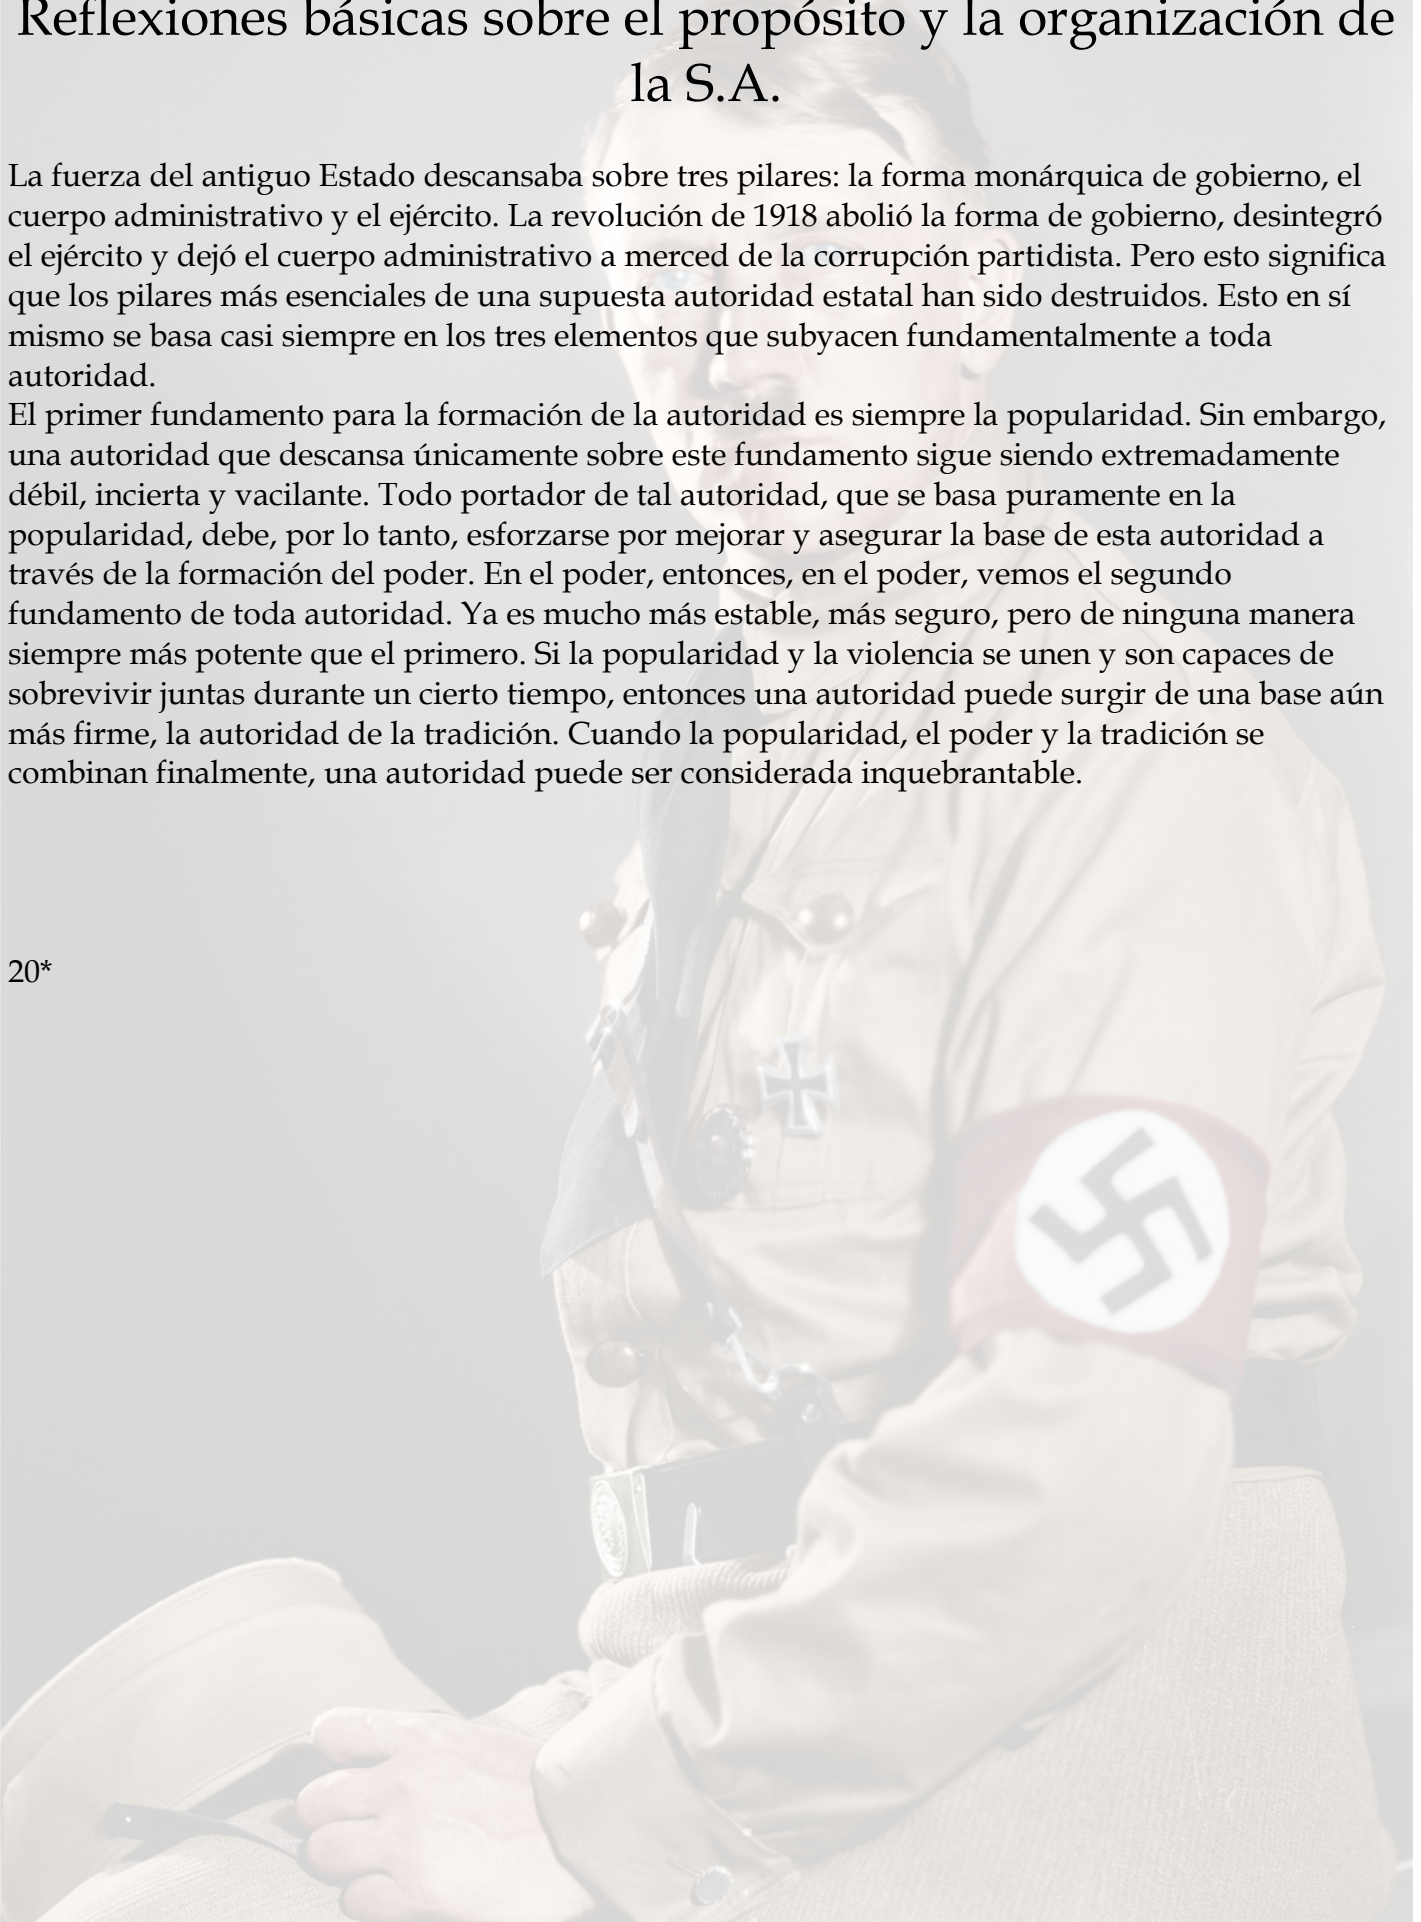 Reflexiones básicas sobre el propósito y la organización de
la S.A.
La fuerza del antiguo Estado descansaba sobre tres pilares: la forma monárquica de gobierno, el
cuerpo administrativo y el ejército. La revolución de 1918 abolió la forma de gobierno, desintegró
el ejército y dejó el cuerpo administrativo a merced de la corrupción partidista. Pero esto significa
que los pilares más esenciales de una supuesta autoridad estatal han sido destruidos. Esto en sí
mismo se basa casi siempre en los tres elementos que subyacen fundamentalmente a toda
autoridad.
El primer fundamento para la formación de la autoridad es siempre la popularidad. Sin embargo,
una autoridad que descansa únicamente sobre este fundamento sigue siendo extremadamente
débil, incierta y vacilante. Todo portador de tal autoridad, que se basa puramente en la
popularidad, debe, por lo tanto, esforzarse por mejorar y asegurar la base de esta autoridad a
través de la formación del poder. En el poder, entonces, en el poder, vemos el segundo
fundamento de toda autoridad. Ya es mucho más estable, más seguro, pero de ninguna manera
siempre más potente que el primero. Si la popularidad y la violencia se unen y son capaces de
sobrevivir juntas durante un cierto tiempo, entonces una autoridad puede surgir de una base aún
más firme, la autoridad de la tradición. Cuando la popularidad, el poder y la tradición se
combinan finalmente, una autoridad puede ser considerada inquebrantable.
20*